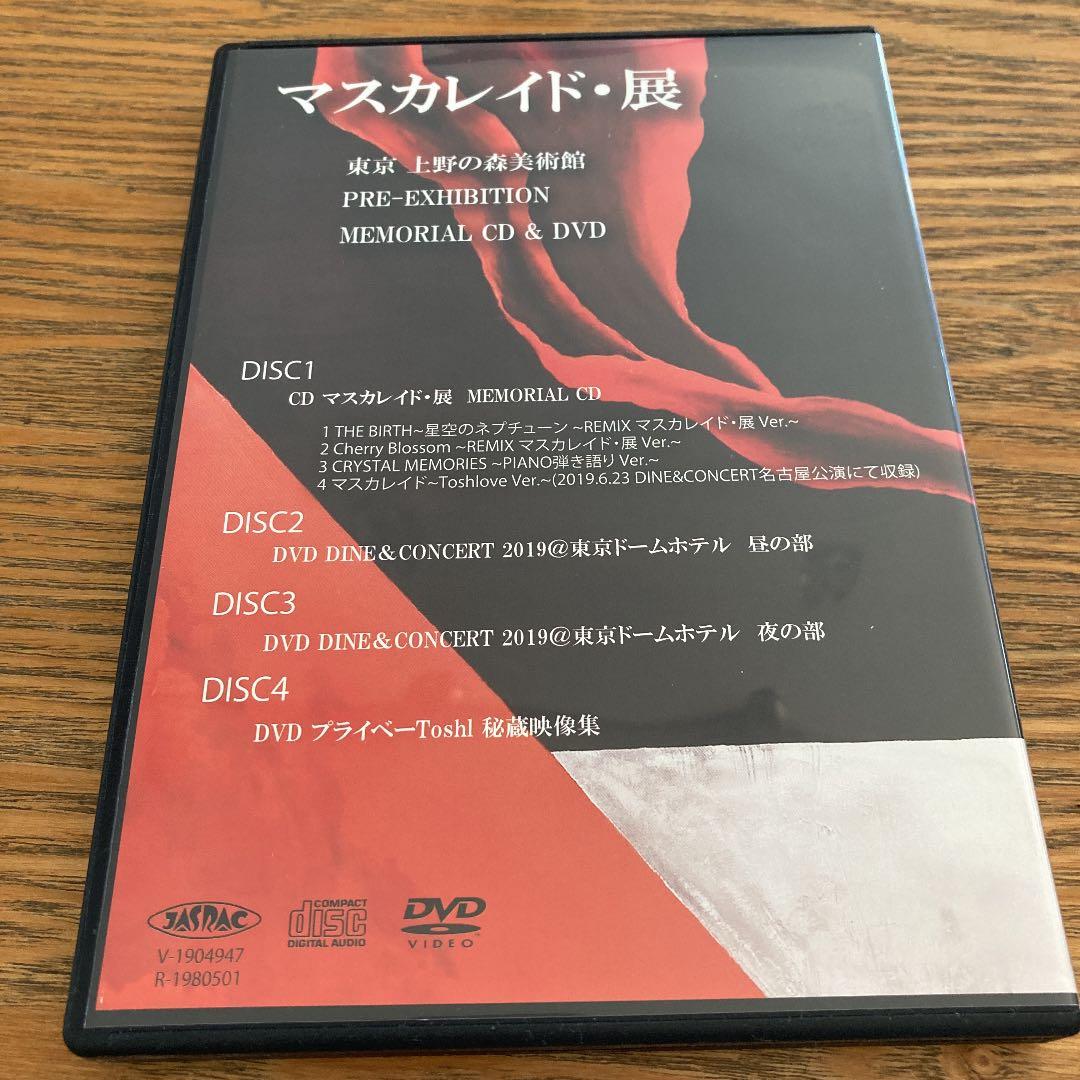 マスカレイド・展
東京 上野の森美術館
PRE-EXHIBITION
MEMORIAL CD & DVD
DISC1
CD マスカレイド・展 MEMORIAL CD
1 THE BIRTH~星空のネプチューン ~REMIX マスカレイド・展 Ver.~
2 Cherry Blossom ~REMIX マスカレイド・展 Ver.~
3 CRYSTAL MEMORIES ~PIANO弾き語り Ver.~
4 マスカレイド~Toshlove Ver.~(2019.6.23 DINE&CONCERT名古屋公演にて収録)
DISC2
DVD DINE&CONCERT 2019@東京ドームホテル 昼の部
DISC3
DVD DINE&CONCERT 2019@東京ドームホテル 夜の部
DISC4
DVD プライベーToshl 秘蔵映像集
JASRAC
V-1904947
R-1980501
COMPACT
disc
DIGITAL AUDIO
DVD
VIDEO